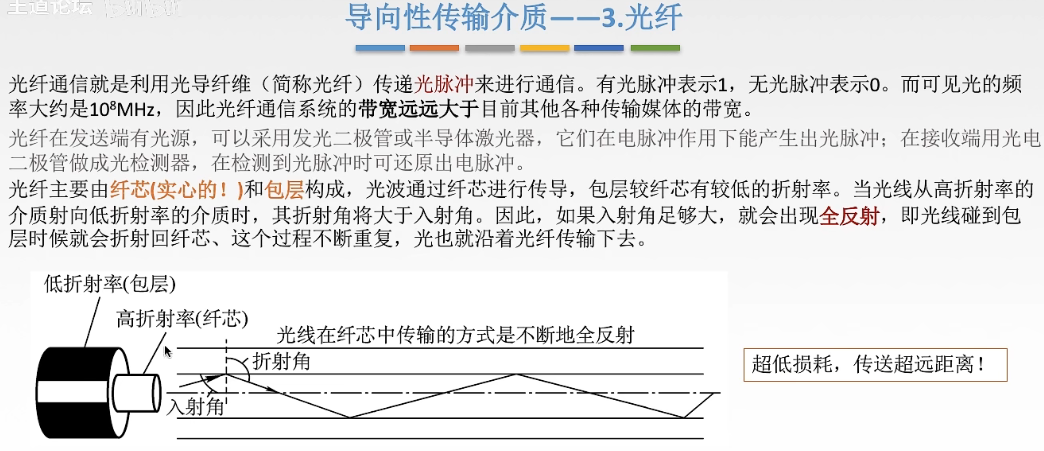 王道论坛
导向性传输介质——3.光纤
光纤通信就是利用光导纤维（简称光纤）传递光脉冲来进行通信。有光脉冲表示1，无光脉冲表示0。而可见光的频
率大约是10⁸MHz，因此光纤通信系统的带宽远远大于目前其他各种传输媒体的带宽。
光纤在发送端有光源，可以采用发光二极管或半导体激光器，它们在电脉冲作用下能产生出光脉冲；在接收端用光电
二极管做成光检测器，在检测到光脉冲时可还原出电脉冲。
光纤主要由纤芯(实心的！)和包层构成，光波通过纤芯进行传导，包层较纤芯有较低的折射率。当光线从高折射率的
介质射向低折射率的介质时，其折射角将大于入射角。因此，如果入射角足够大，就会出现全反射，即光线碰到包
层时候就会折射回纤芯、这个过程不断重复，光也就沿着光纤传输下去。
低折射率(包层)
高折射率(纤芯)
光线在纤芯中传输的方式是不断地全反射
折射角
入射角
超低损耗，传送超远距离！